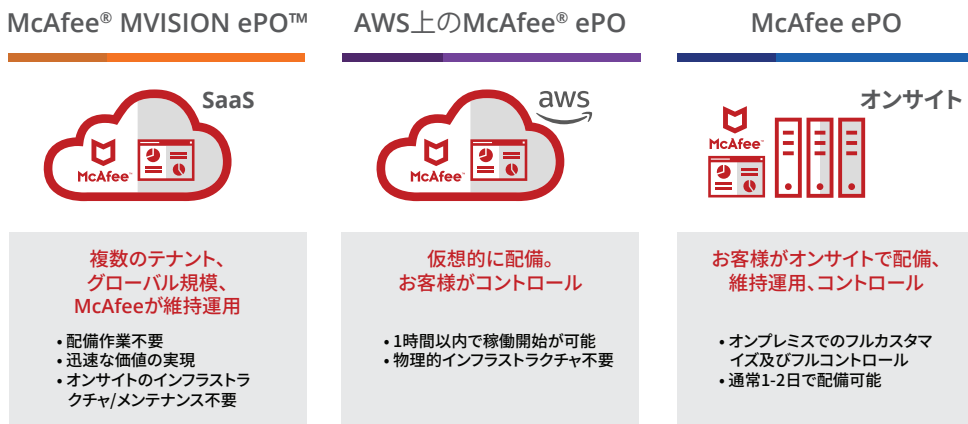 McAfee® MVISION ePO™
SaaS
McAfee™
複数のテナント、
グローバル規模、
McAfeeが維持運用
• 配備作業不要
• 迅速な価値の実現
• オンサイトのインフラストラ
クチャ/メンテナンス不要
AWS上のMcAfee® ePO
aws
McAfee™
仮想的に配備。
お客様がコントロール
• 1時間以内で稼働開始が可能
• 物理的インフラストラクチャ不要
McAfee ePO
オンサイト
McAfee™
お客様がオンサイトで配備、
維持運用、コントロール
• オンプレミスでのフルカスタマ
イズ及びフルコントロール
• 通常1-2日で配備可能